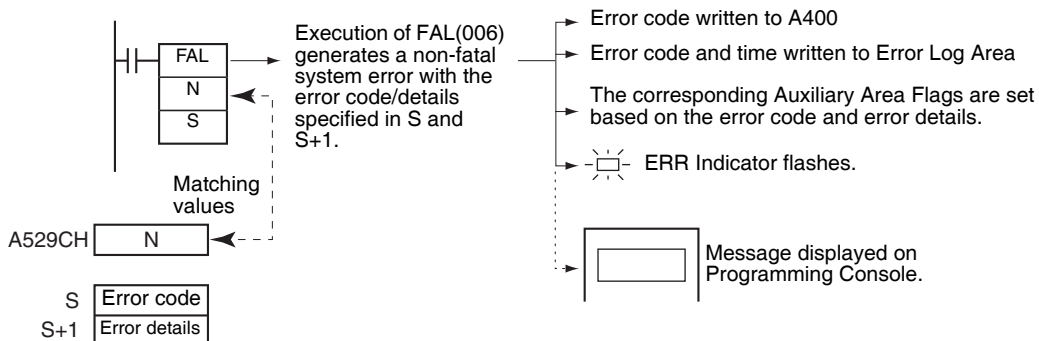 FAL
N
S
Execution of FAL(006)
generates a non-fatal
system error with the
error code/details
specified in S and
S+1.
Error code written to A400
Error code and time written to Error Log Area
The corresponding Auxiliary Area Flags are set
based on the error code and error details.
ERR Indicator flashes.
Message displayed on
Programming Console.
Matching
values
A529CH N
S Error code
S+1 Error details